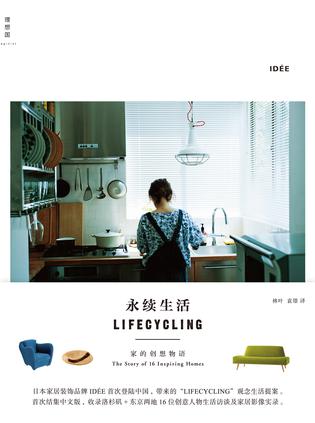 理想国
IDÉE
永续生活
LIFECYCLING
林叶 袁璟 译
家的创想物语
The Story of 16 Inspiring Homes
日本家居装饰品牌 IDÉE 首次登陆中国，带来的“LIFECYCLING”观念生活提案。
首次结集中文版，收录洛杉矶+东京两地 16 位创意人物生活访谈及家居影像实录。